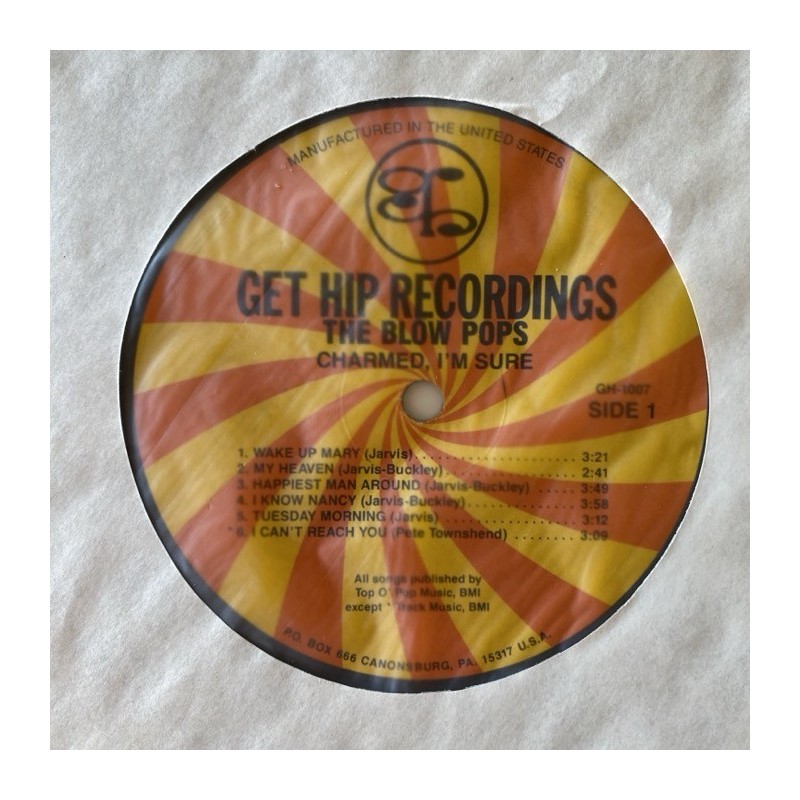 MANUFACTURED IN THE UNITED STATES
GET HIP RECORDINGS
THE BLOW POPS
CHARMED, I'M SURE
GH-1007
SIDE 1
1. WAKE UP MARY (Jarvis) 3:21
2. MY HEAVEN (Jarvis-Buckley) 2:41
3. HAPPIEST MAN AROUND (Jarvis-Buckley) 3:49
4. I KNOW NANCY (Jarvis-Buckley) 3:58
5. TUESDAY MORNING (Jarvis) 3:12
*6. I CAN'T REACH YOU (Pete Townshend) 3:09
All songs published by
Top O' Pop Music, BMI
except * Track Music, BMI
P.O. BOX 666 CANONSBURG, PA. 15317 U.S.A.